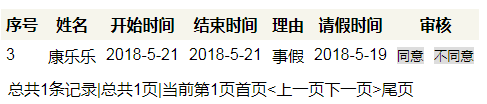 序号 姓名 开始时间 结束时间 理由 请假时间 审核
3 康乐乐 2018-5-21 2018-5-21 事假 2018-5-19 同意 不同意
总共1条记录|总共1页|当前第1页首页<上一页下一页>尾页